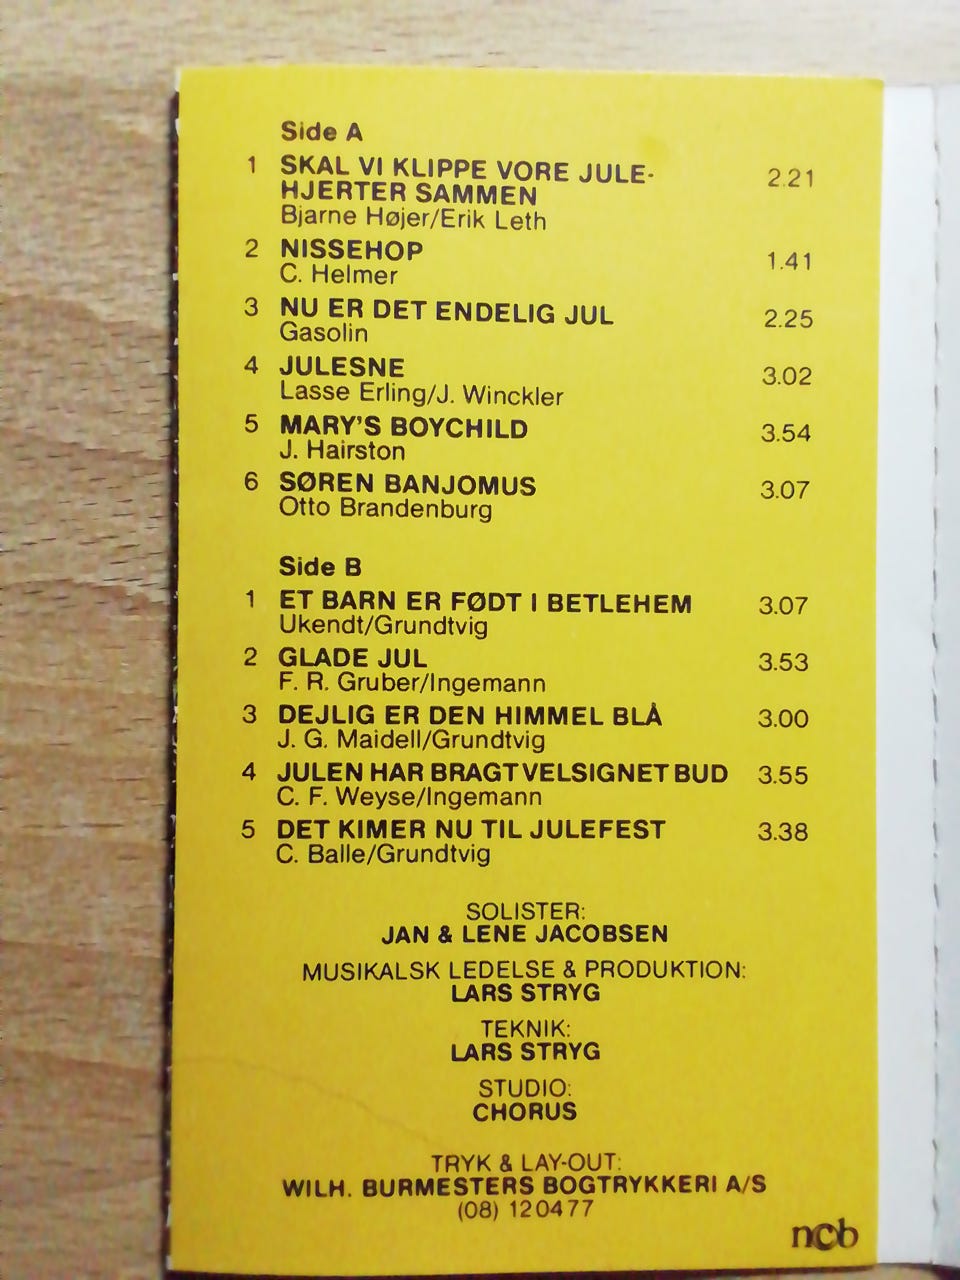 Side A
1 SKAL VI KLIPPE VORE JULE- 2.21
HJERTER SAMMEN
Bjarne Højer/Erik Leth
2 NISSEHOP 1.41
C. Helmer
3 NU ER DET ENDELIG JUL 2.25
Gasolin
4 JULESNE 3.02
Lasse Erling/J. Winckler
5 MARY'S BOYCHILD 3.54
J. Hairston
6 SØREN BANJOMUS 3.07
Otto Brandenburg
Side B
1 ET BARN ER FØDT I BETLEHEM 3.07
Ukendt/Grundtvig
2 GLADE JUL 3.53
F. R. Gruber/Ingemann
3 DEJLIG ER DEN HIMMEL BLÅ 3.00
J. G. Maidell/Grundtvig
4 JULEN HAR BRAGT VELSIGNET BUD 3.55
C. F. Weyse/Ingemann
5 DET KIMER NU TIL JULEFEST 3.38
C. Balle/Grundtvig
SOLISTER:
JAN & LENE JACOBSEN
MUSIKALSK LEDELSE & PRODUKTION:
LARS STRYG
TEKNIK:
LARS STRYG
STUDIO:
CHORUS
TRYK & LAY-OUT:
WILH. BURMESTERS BOGTRYKKERI A/S
(08) 120477
ncb